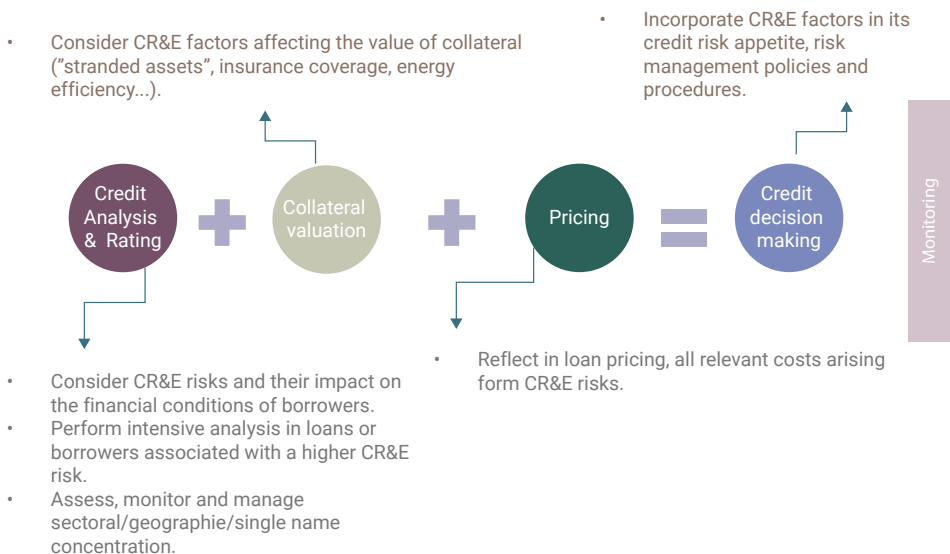 • Consider CR&E factors affecting the value of collateral
(”stranded assets”, insurance coverage, energy
efficiency...).
• Incorporate CR&E factors in its
credit risk appetite, risk
management policies and
procedures.
Credit
Analysis
& Rating
Collateral
valuation
Pricing
Credit
decision
making
Monitoring
• Consider CR&E risks and their impact on
the financial conditions of borrowers.
• Perform intensive analysis in loans or
borrowers associated with a higher CR&E
risk.
• Assess, monitor and manage
sectoral/geographie/single name
concentration.
• Reflect in loan pricing, all relevant costs arising
form CR&E risks.